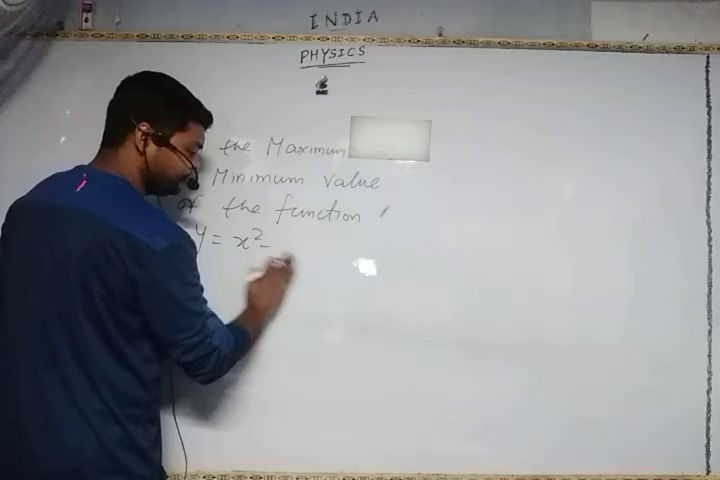 INDIA
PHYSICS
the Maximum
Minimum value
of the function
y = x² -